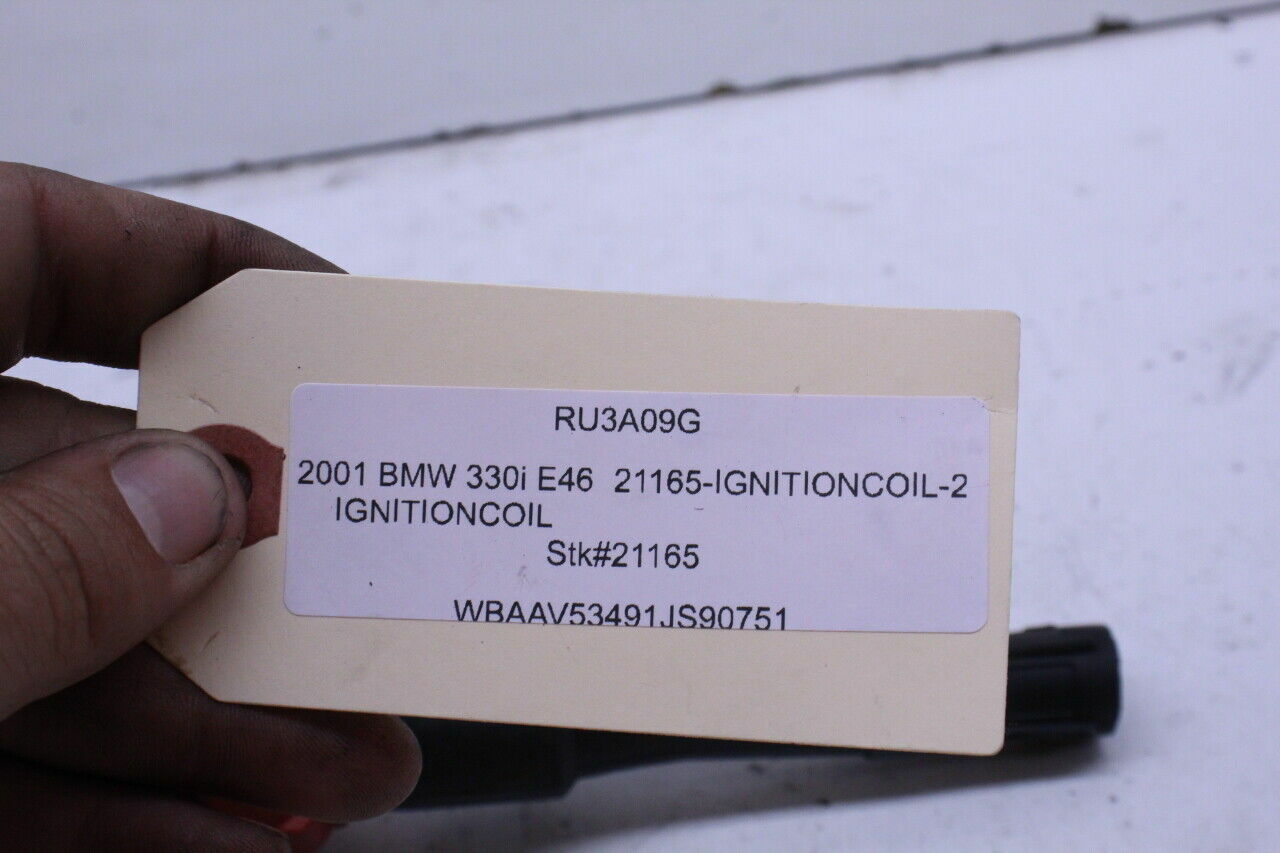 RU3A09G
2001 BMW 330i E46  21165-IGNITIONCOIL-2
IGNITIONCOIL
Stk#21165
WBAAV53491JS90751